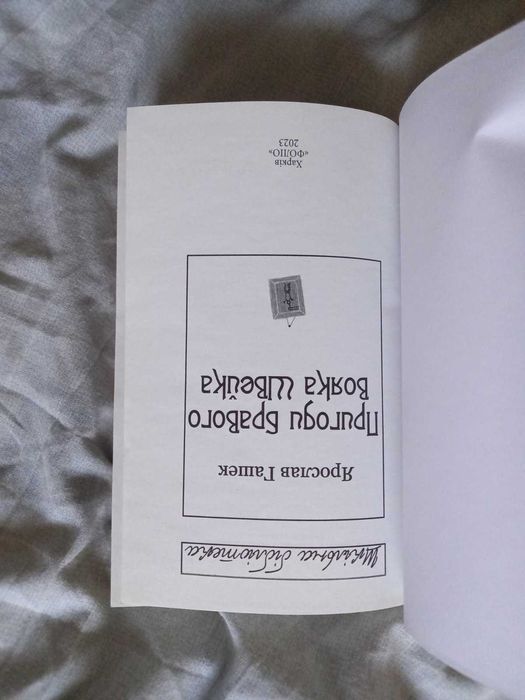 Шкільна бібліотека
Ярослав Гашек
Пригоди бравого
вояка Швейка
Харків
«ФОЛІО»
2023